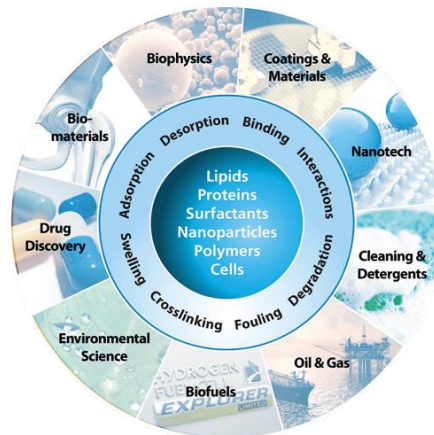 Biophysics
Coatings &
Materials
Nanotech
Cleaning &
Detergents
Oil & Gas
Biofuels
Environmental
Science
Drug
Discovery
Bio-
materials
Adsorption
Desorption
Binding
Interactions
Degradation
Fouling
Crosslinking
Swelling
Lipids
Proteins
Surfactants
Nanoparticles
Polymers
Cells
HYDROGEN
EXPLORER
LIMITED